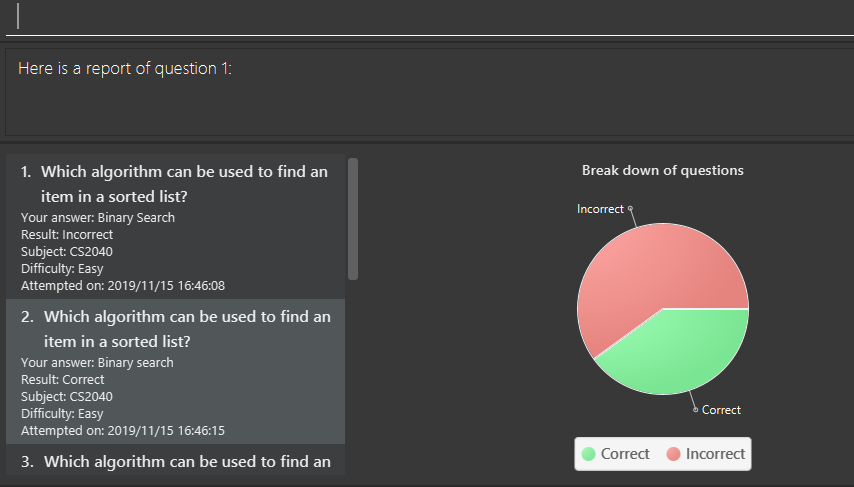 Here is a report of question 1:
1. Which algorithm can be used to find an
item in a sorted list?
Your answer: Binary Search
Result: Incorrect
Subject: CS2040
Difficulty: Easy
Attempted on: 2019/11/15 16:46:08
2. Which algorithm can be used to find an
item in a sorted list?
Your answer: Binary search
Result: Correct
Subject: CS2040
Difficulty: Easy
Attempted on: 2019/11/15 16:46:15
3. Which algorithm can be used to find an
Break down of questions
Incorrect
Correct
Correct Incorrect